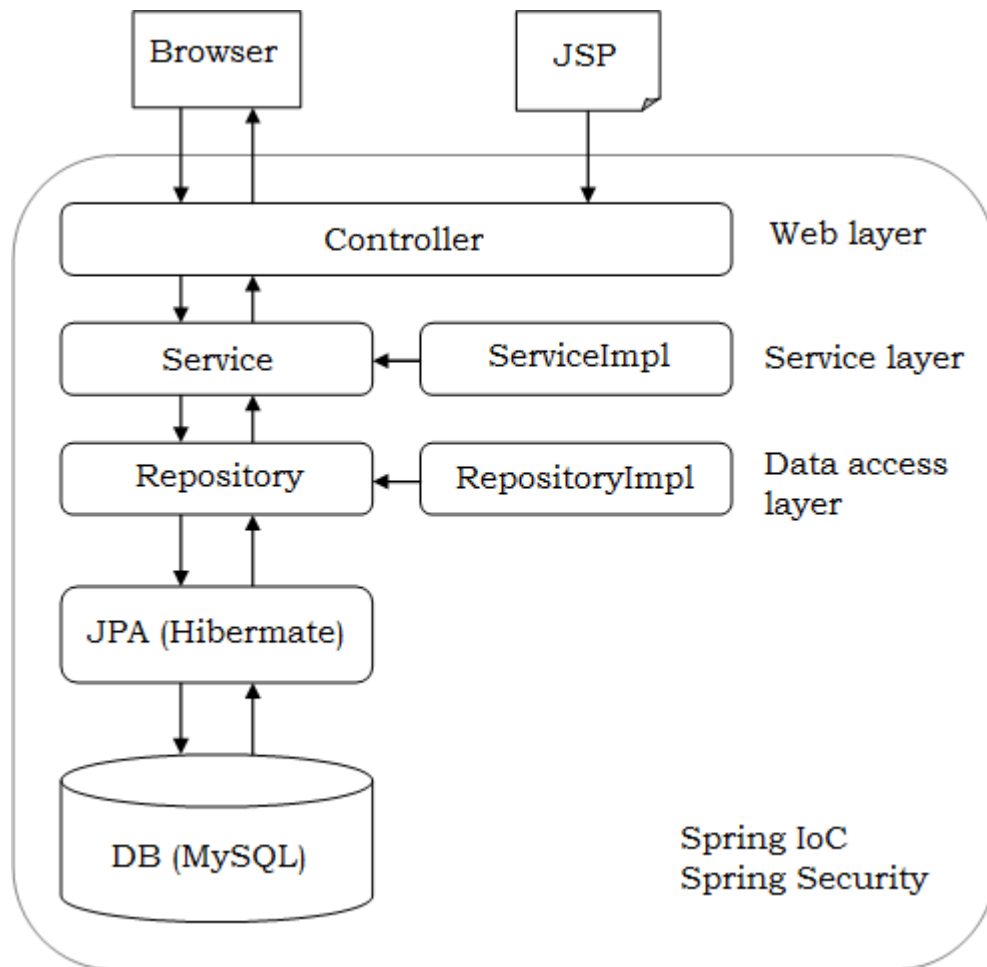 Browser
JSP
Controller
Web layer
Service
ServiceImpl
Service layer
Repository
RepositoryImpl
Data access
layer
JPA (Hibermate)
DB (MySQL)
Spring IoC
Spring Security